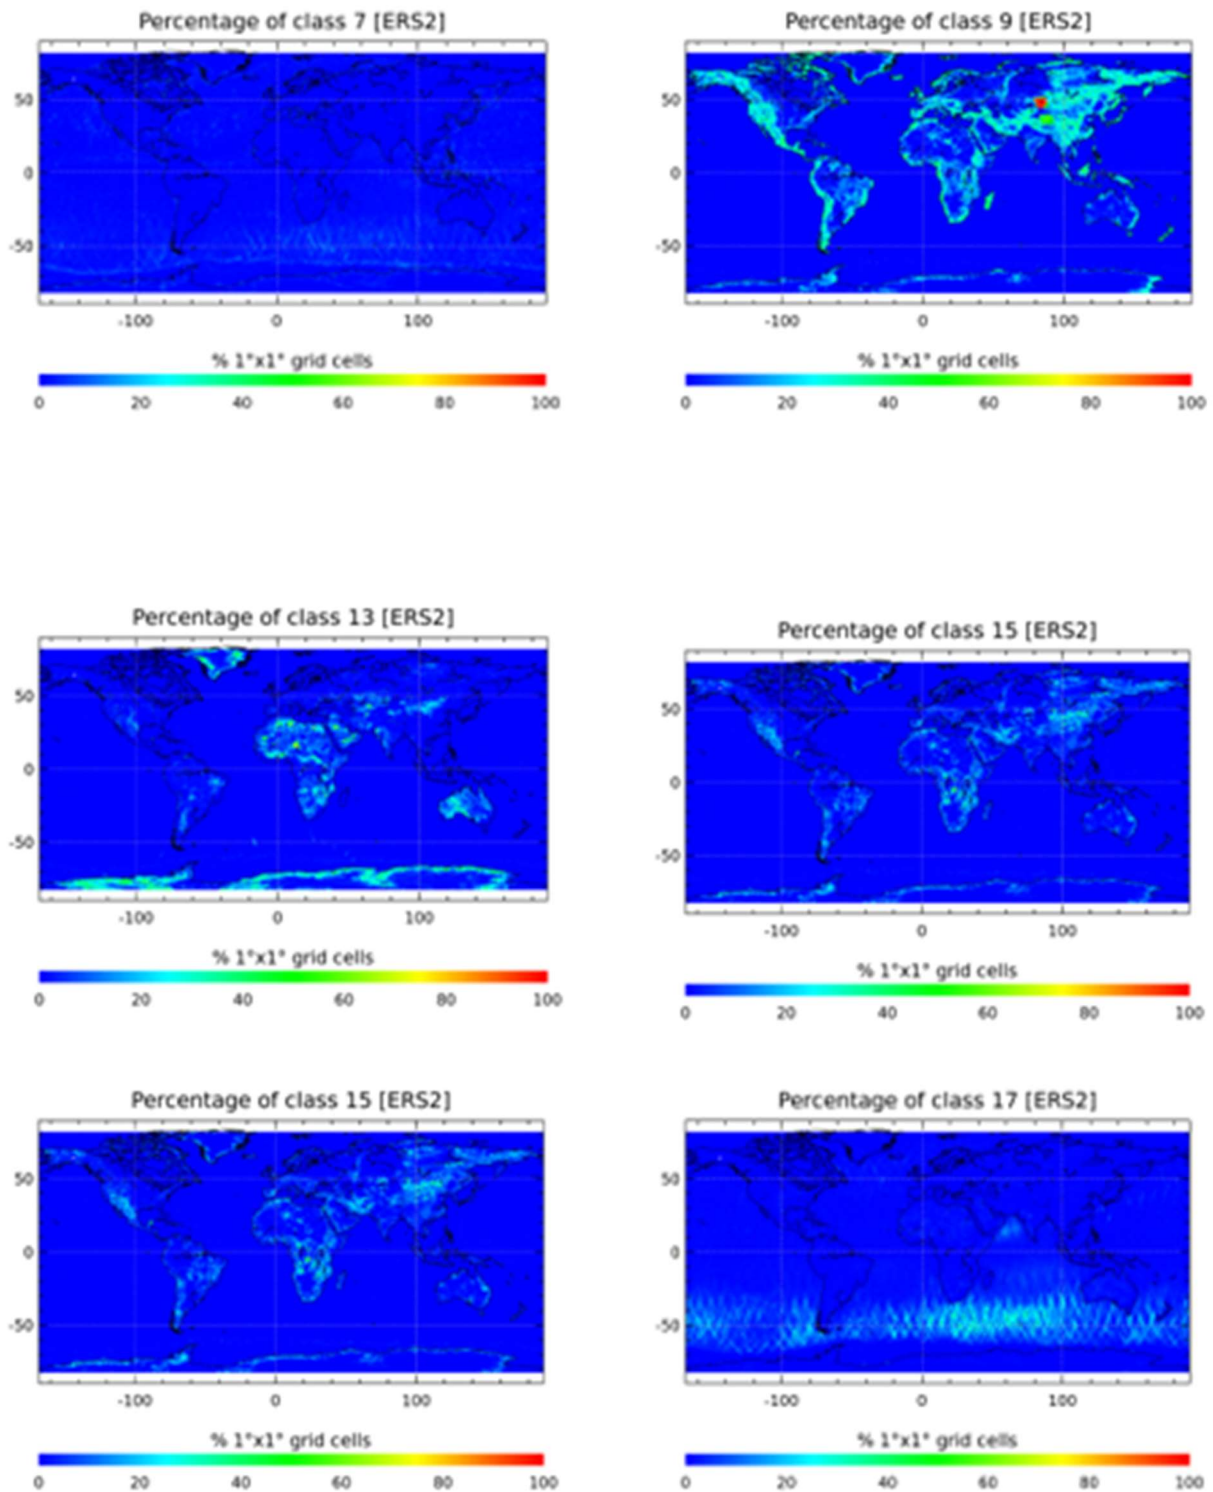 Percentage of class 7 [ERS2]
50
0
-50
-100 0 100
% 1°x1° grid cells
0 20 40 60 80 100
Percentage of class 9 [ERS2]
50
0
-50
-100 0 100
% 1°x1° grid cells
0 20 40 60 80 100
Percentage of class 13 [ERS2]
50
0
-50
-100 0 100
% 1°x1° grid cells
0 20 40 60 80 100
Percentage of class 15 [ERS2]
50
0
-50
-100 0 100
% 1°x1° grid cells
0 20 40 60 80 100
Percentage of class 15 [ERS2]
50
0
-50
-100 0 100
% 1°x1° grid cells
0 20 40 60 80 100
Percentage of class 17 [ERS2]
50
0
-50
-100 0 100
% 1°x1° grid cells
0 20 40 60 80 100